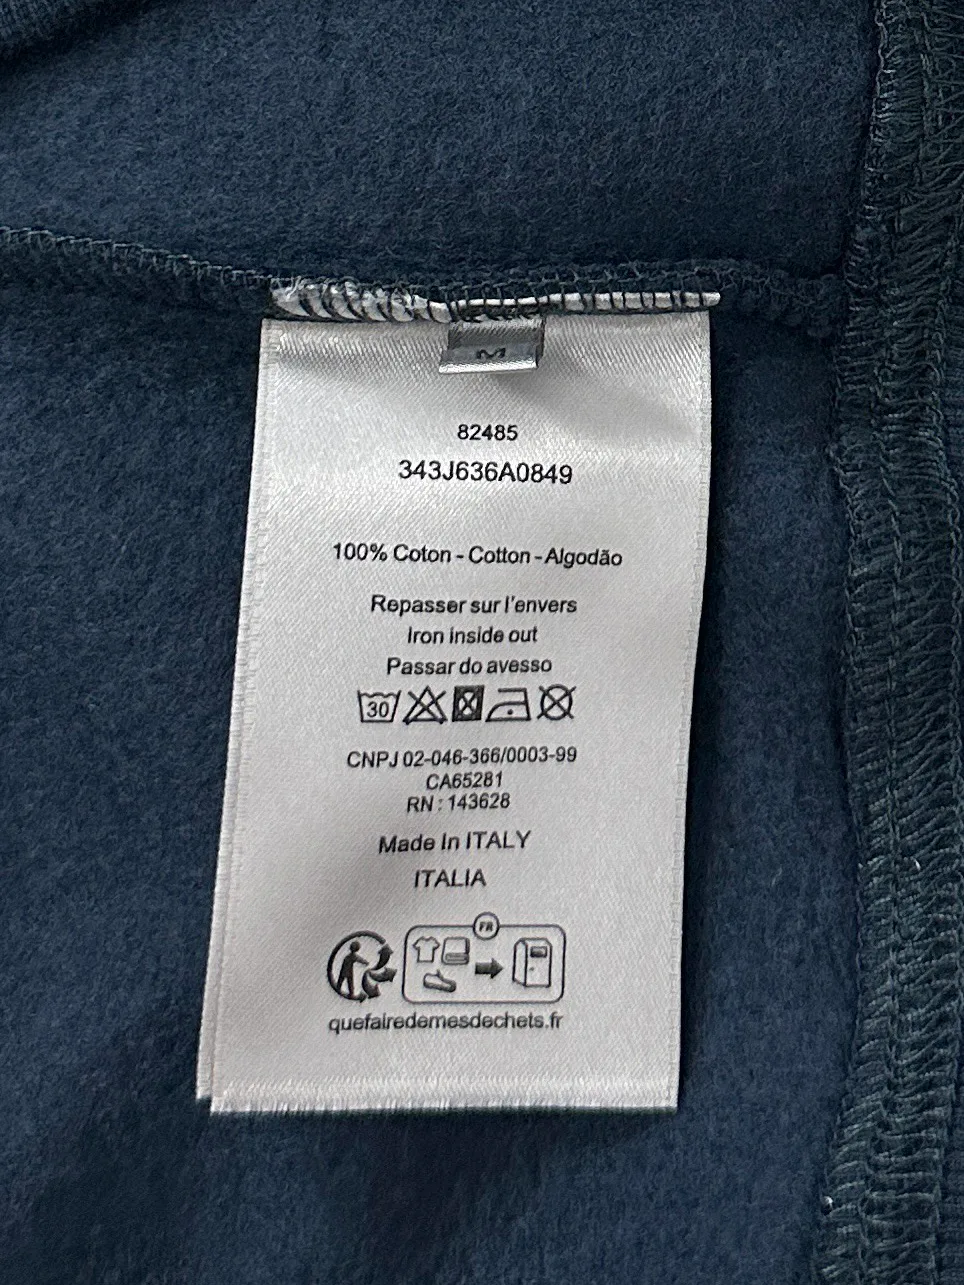 M
82485
343J636A0849
100% Coton - Cotton - Algodão
Repasser sur l'envers
Iron inside out
Passar do avesso
30
CNPJ 02-046-366/0003-99
CA65281
RN : 143628
Made In ITALY
ITALIA
FR
quefairedemesdechets.fr